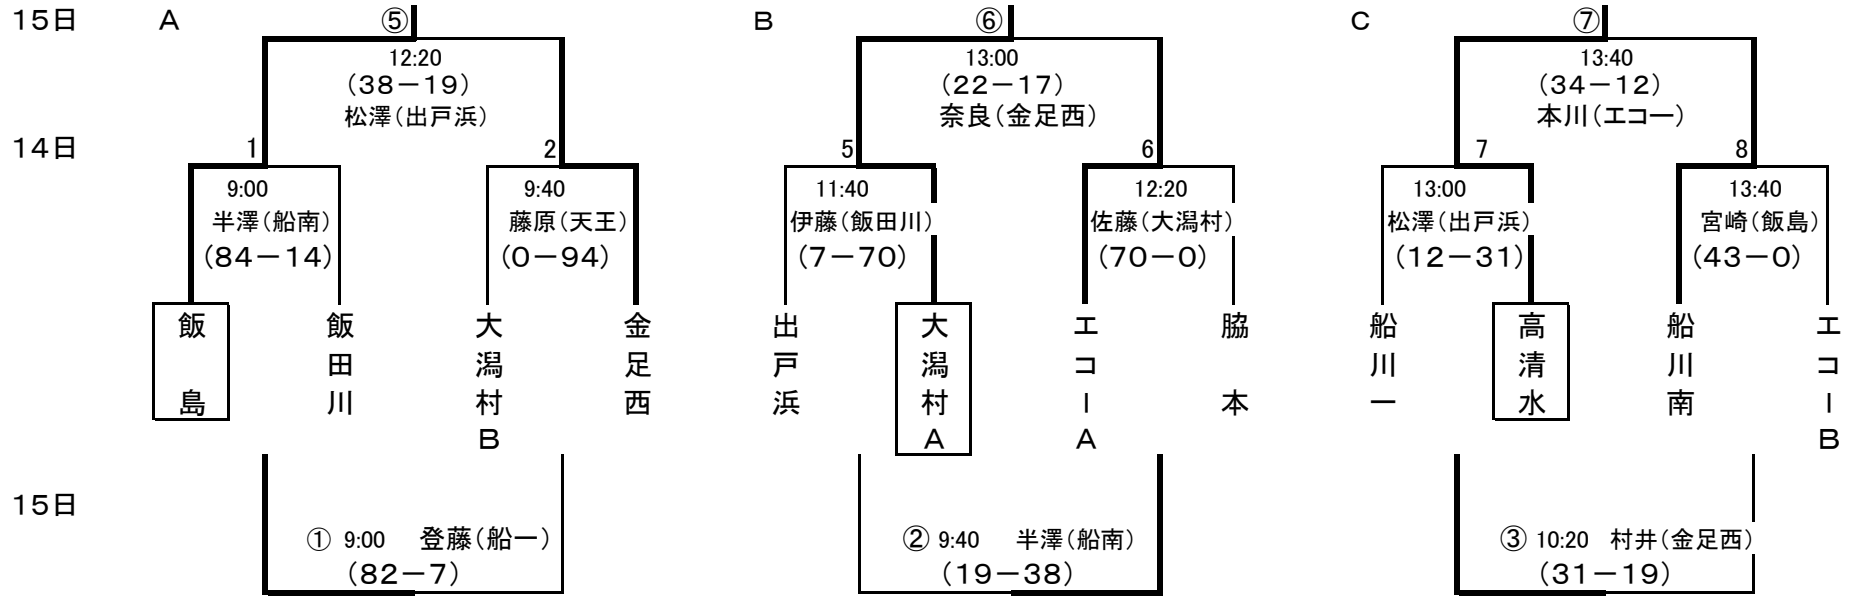 15日 A ⑤ B ⑥ C ⑦
12:20 13:00 13:40
(38－19) (22－17) (34－12)
松澤(出戸浜) 奈良(金足西) 本川(エコー)
14日 1 2 5 6 7 8
9:00 9:40 11:40 12:20 13:00 13:40
半澤(船南) 藤原(天王) 伊藤(飯田川) 佐藤(大潟村) 松澤(出戸浜) 宮崎(飯島)
(84－14) (0－94) (7－70) (70－0) (12－31) (43－0)
飯島
飯田川
大潟村B
金足西
出戸浜
大潟村A
エコーA
脇本
船川一
高清水
船川南
エコーB
15日
① 9:00 登藤(船一) ② 9:40 半澤(船南) ③ 10:20 村井(金足西)
(82－7) (19－38) (31－19)